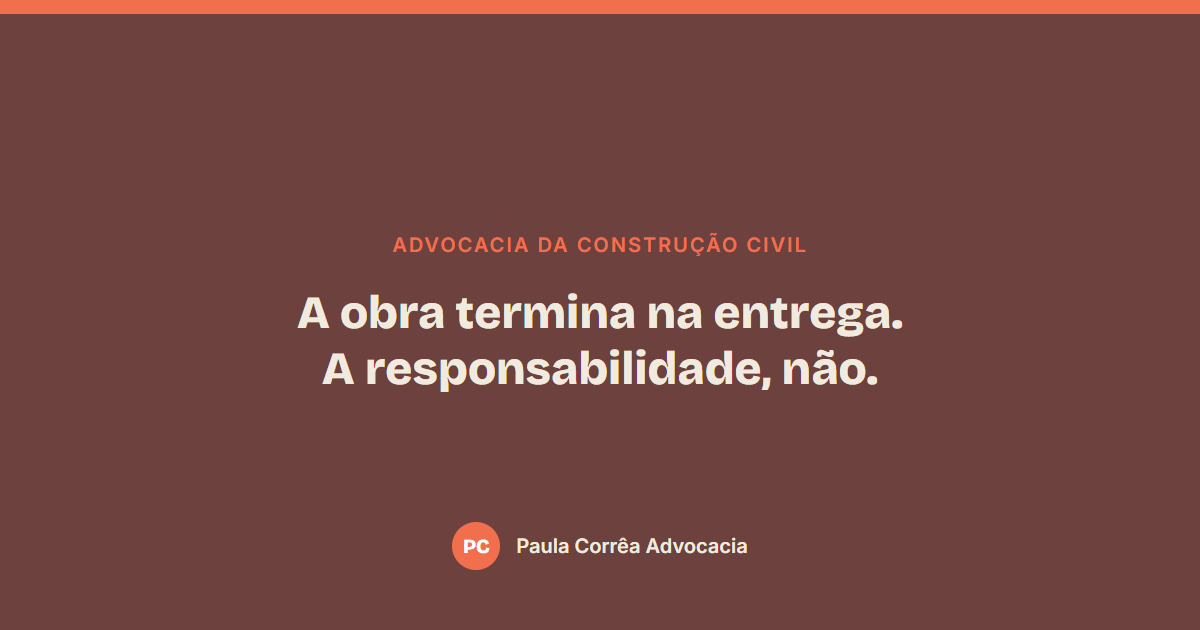 ADVOCACIA DA CONSTRUÇÃO CIVIL
A obra termina na entrega.
A responsabilidade, não.
PC Paula Corrêa Advocacia